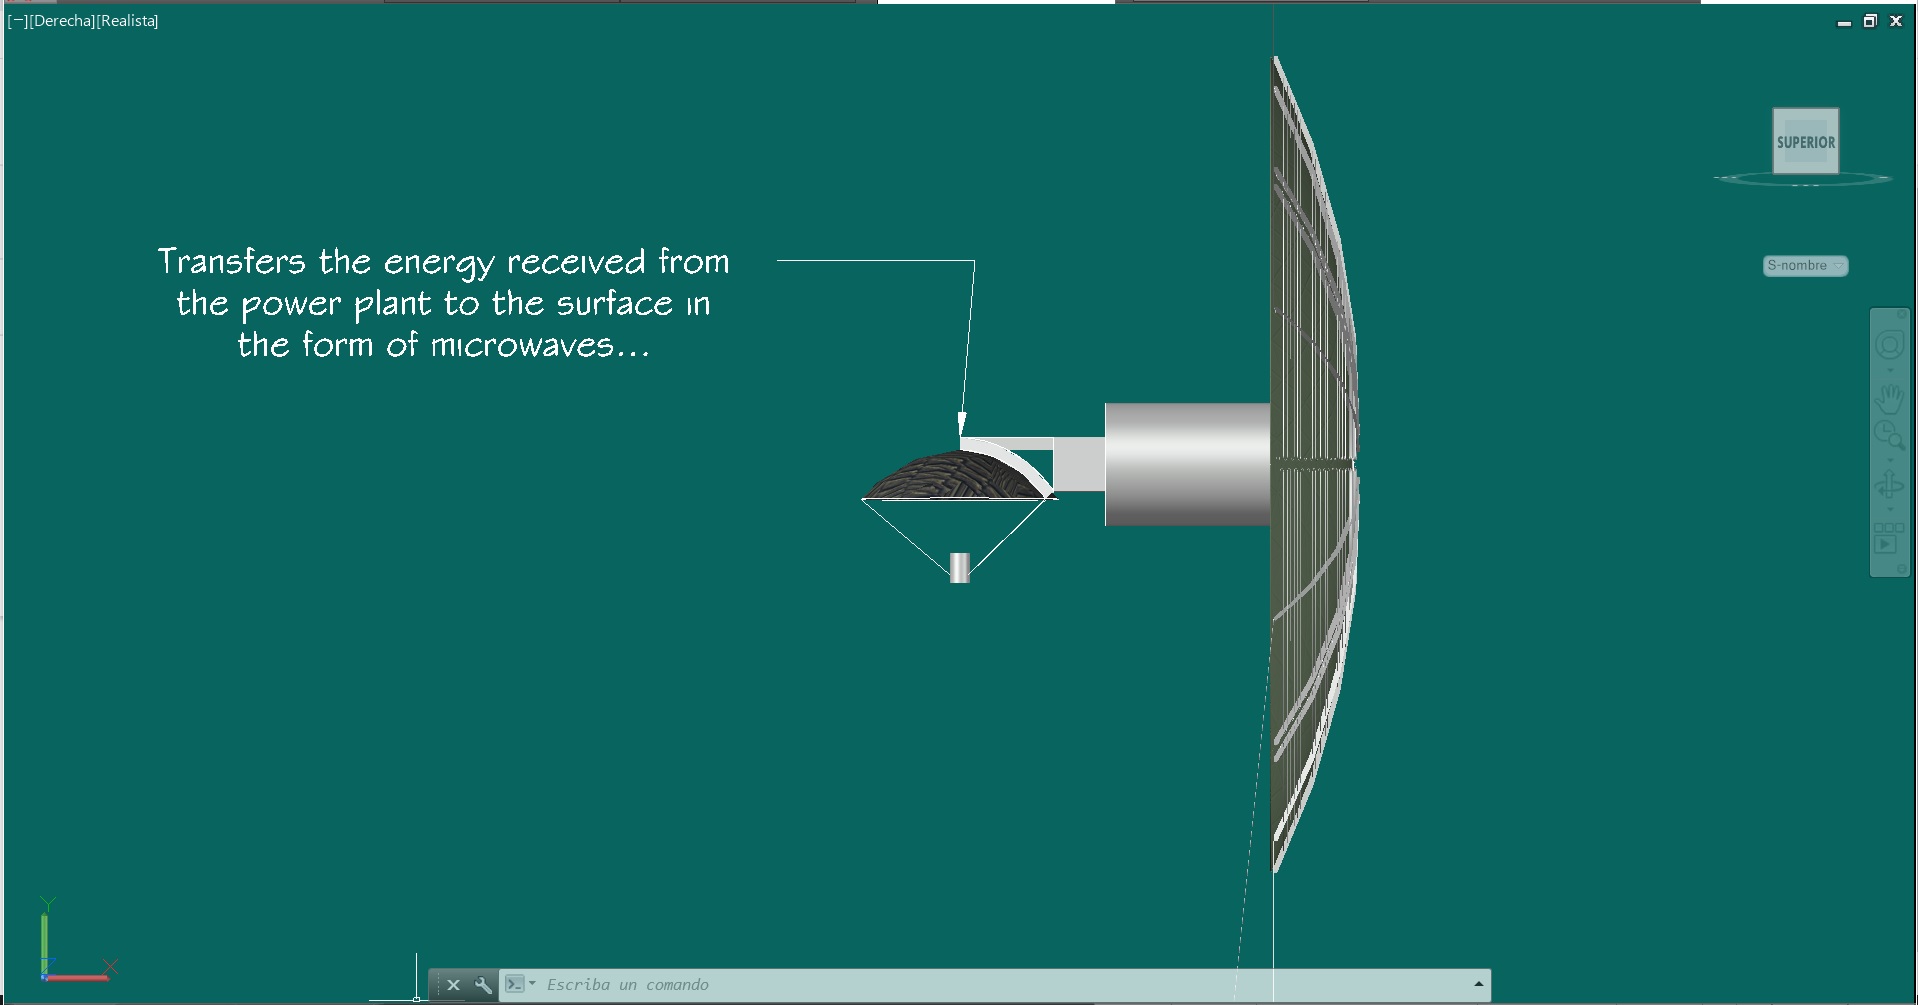 [−][Derecha][Realista]
SUPERIOR
Transfers the energy received from
the power plant to the surface in
the form of microwaves...
S-nombre
Y
X
Z
Escriba un comando